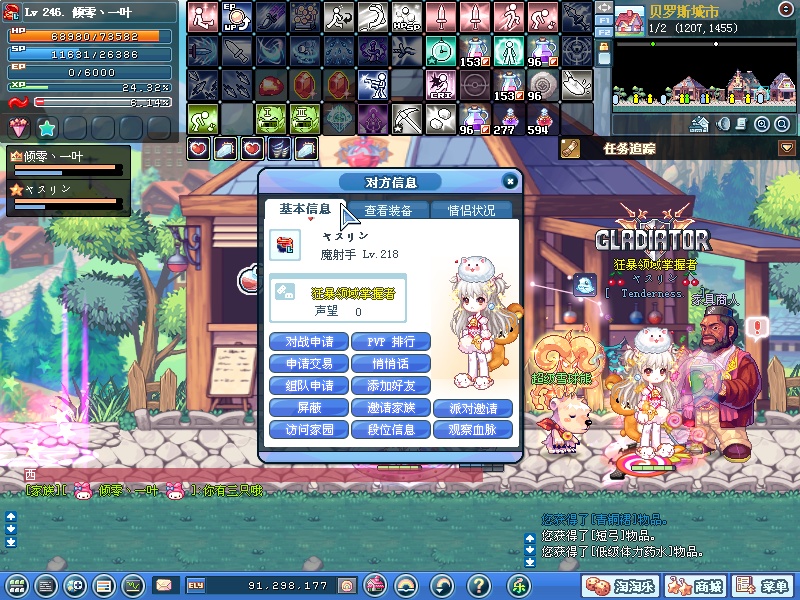 Lv 246. 倾零丶一叶
HP 68980/73582
SP 11631/26386
EP 0/6000
XP 24.32%
6.14%
倾零丶一叶
ヤスリン
EP
HP SP
153
96
ERI
153
96
96
277
594
F1
F2
贝罗斯城市
1/2 (1207,1455)
任务追踪
对方信息
基本信息
查看装备
情侣状况
ヤスリン
魔射手 Lv.218
狂暴领域掌握者
声望 0
对战申请
PVP 排行
申请交易
悄悄话
组队申请
添加好友
屏蔽
邀请家族
派对邀请
访问家园
段位信息
观察血脉
GLADIATOR
狂暴领域掌握者
ヤスリン
[ Tenderness. ]
家具商人
超级雪球熊
西
[家族][ 倾零丶一叶 ]:你有三只哦
您获得了[青铜裙]物品。
您获得了[短弓]物品。
您获得了[低级体力药水]物品。
ELY 91,298,177
乐
淘淘乐
商城
菜单